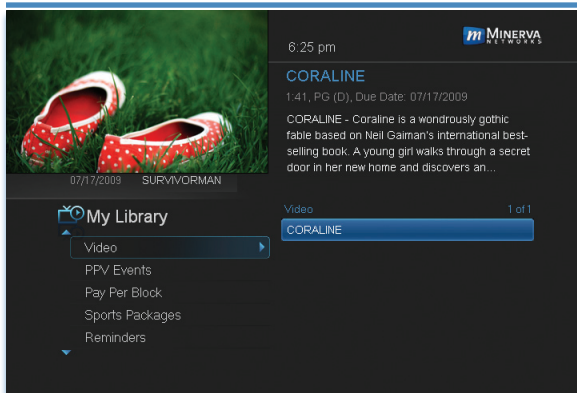 6:25 pm
m MINERVA
NETWORKS
CORALINE
1:41, PG (D), Due Date: 07/17/2009
CORALINE - Coraline is a wondrously gothic
fable based on Neil Gaiman's international best-
selling book. A young girl walks through a secret
door in her new home and discovers an...
07/17/2009 SURVIVORMAN
My Library
Video
PPV Events
Pay Per Block
Sports Packages
Reminders
Video 1 of 1
CORALINE